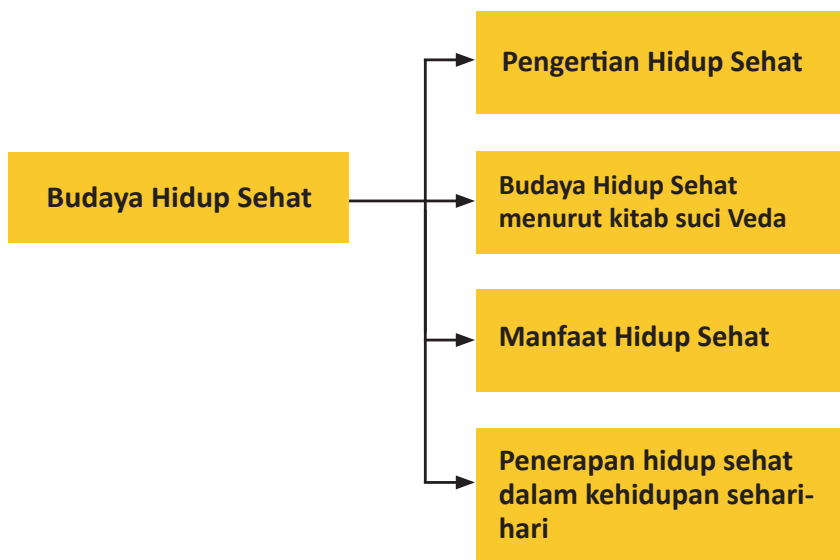 Budaya Hidup Sehat
Pengertian Hidup Sehat
Budaya Hidup Sehat
menurut kitab suci Veda
Manfaat Hidup Sehat
Penerapan hidup sehat
dalam kehidupan sehari-
hari